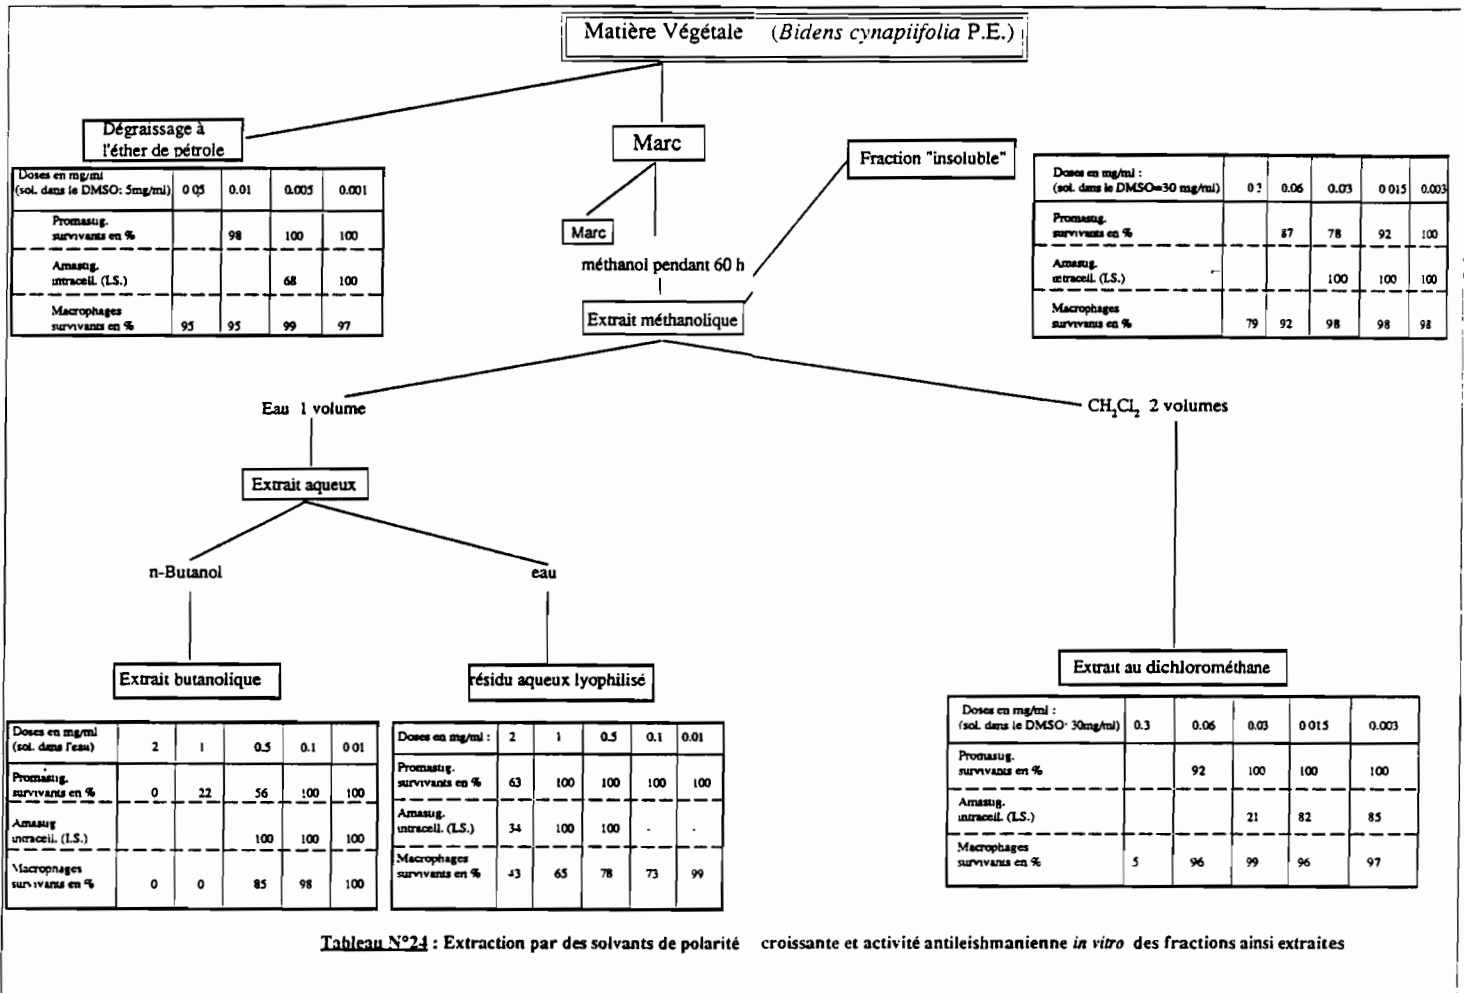 Matière Végétale (Bidens cynapiifolia P.E.)
Dégraissage à
l'éther de pétrole
Doses en mg/ml
(sol. dans le DMSO: 5mg/ml) 0 05 0.01 0.005 0.001
Promastig.
survivants en % 98 100 100
Amastig.
intracell. (I.S.) 68 100
Macrophages
survivants en % 95 95 99 97
Marc
Marc
méthanol pendant 60 h
Extrait méthanolique
Fraction "insoluble"
Doses en mg/ml :
(sol. dans le DMSO=30 mg/ml) 0.06 0.03 0 015 0.003
Promastig.
survivants en % 87 78 92 100
Amastig.
intracell. (I.S.) 100 100 100
Macrophages
survivants en % 79 92 98 98 98
Eau 1 volume
CH₂Cl₂ 2 volumes
Extrait aqueux
n-Butanol
eau
Extrait butanolique
Doses en mg/ml
(sol. dans l'eau) 2 1 0.5 0.1 0 01
Promastig.
survivants en % 0 22 56 100 100
Amastig
intracell. (I.S.) 100 100 100
Macrophages
survivants en % 0 0 85 98 100
résidu aqueux lyophilisé
Doses en mg/ml : 2 1 0.5 0.1 0.01
Promastig.
survivants en % 63 100 100 100 100
Amastig.
intracell. (I.S.) 34 100 100 - -
Macrophages
survivants en % 65 78 73 99
Extrait au dichlorométhane
Doses en mg/ml :
(sol. dans le DMSO· 30mg/ml) 0.3 0.06 0.03 0 015 0.003
Promastig.
survivants en % 92 100 100 100
Amastig.
intracell. (I.S.) 21 82 85
Macrophages
survivants en % 5 96 99 96 97
Tableau N°24 : Extraction par des solvants de polarité croissante et activité antileishmanienne in vitro des fractions ainsi extraites